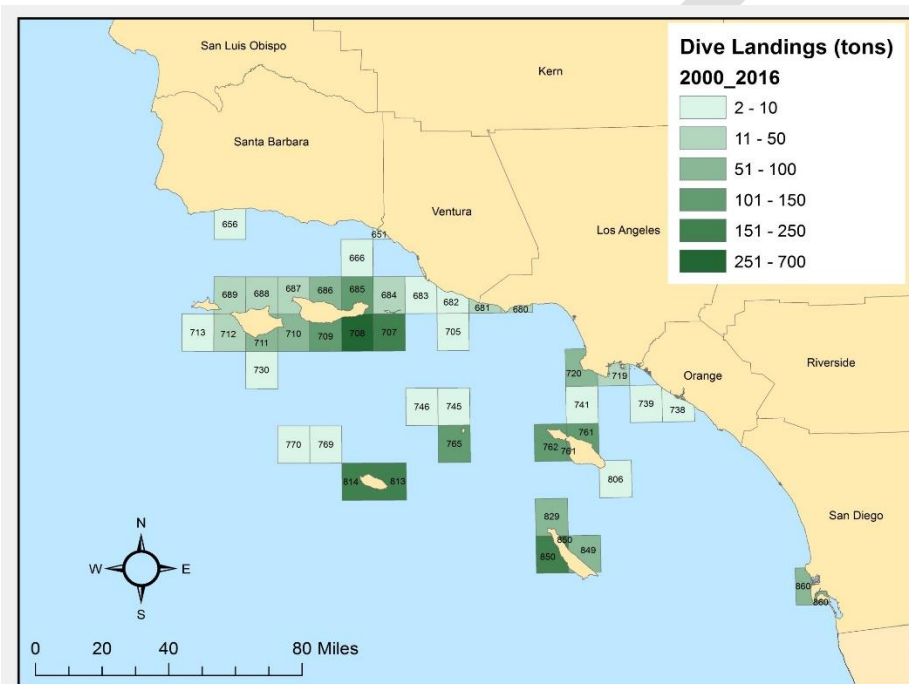 San Luis Obispo
Kern
Santa Barbara
Ventura
Los Angeles
Orange
Riverside
San Diego
Dive Landings (tons)
2000_2016
2 - 10
11 - 50
51 - 100
101 - 150
151 - 250
251 - 700
656
651
666
689
688
687
686
685
684
683
682
681
680
713
712
711
710
709
708
707
705
730
720
719
746
745
741
739
738
770
769
765
762
761
761
814
813
806
829
850
850
849
860
860
N
W
E
S
0
20
40
80 Miles